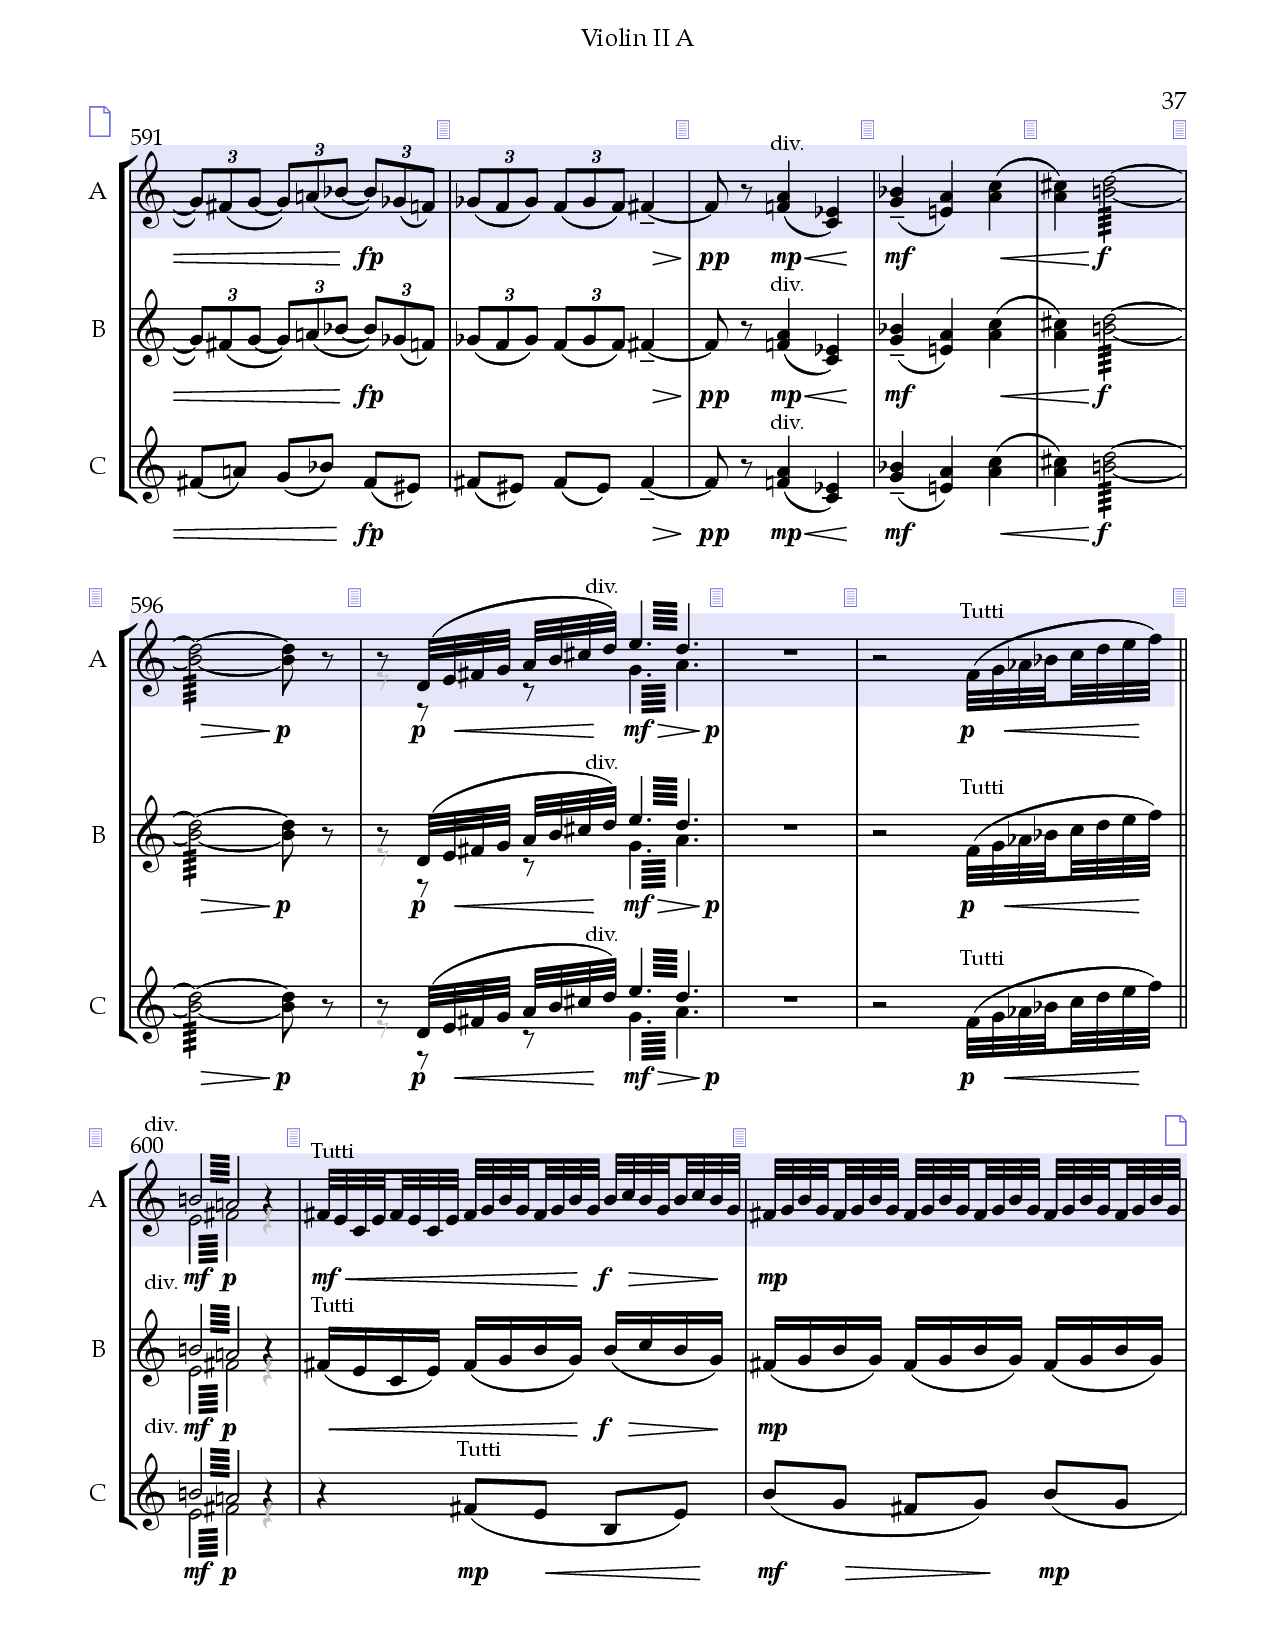 Violin II A
37
591
3 3 3 3 3 div.
A
fp pp mp mf f
3 3 3 3 3 div.
B
fp pp mp mf f
div.
C
fp pp mp mf f
596
div. Tutti
A
p p mf p p
div. Tutti
B
p p mf p p
div. Tutti
C
p p mf p p
div.
600
Tutti
A
mf p mf f mp
div.
Tutti
B
mf p f mp
div.
Tutti
C
mf p mp mf mp